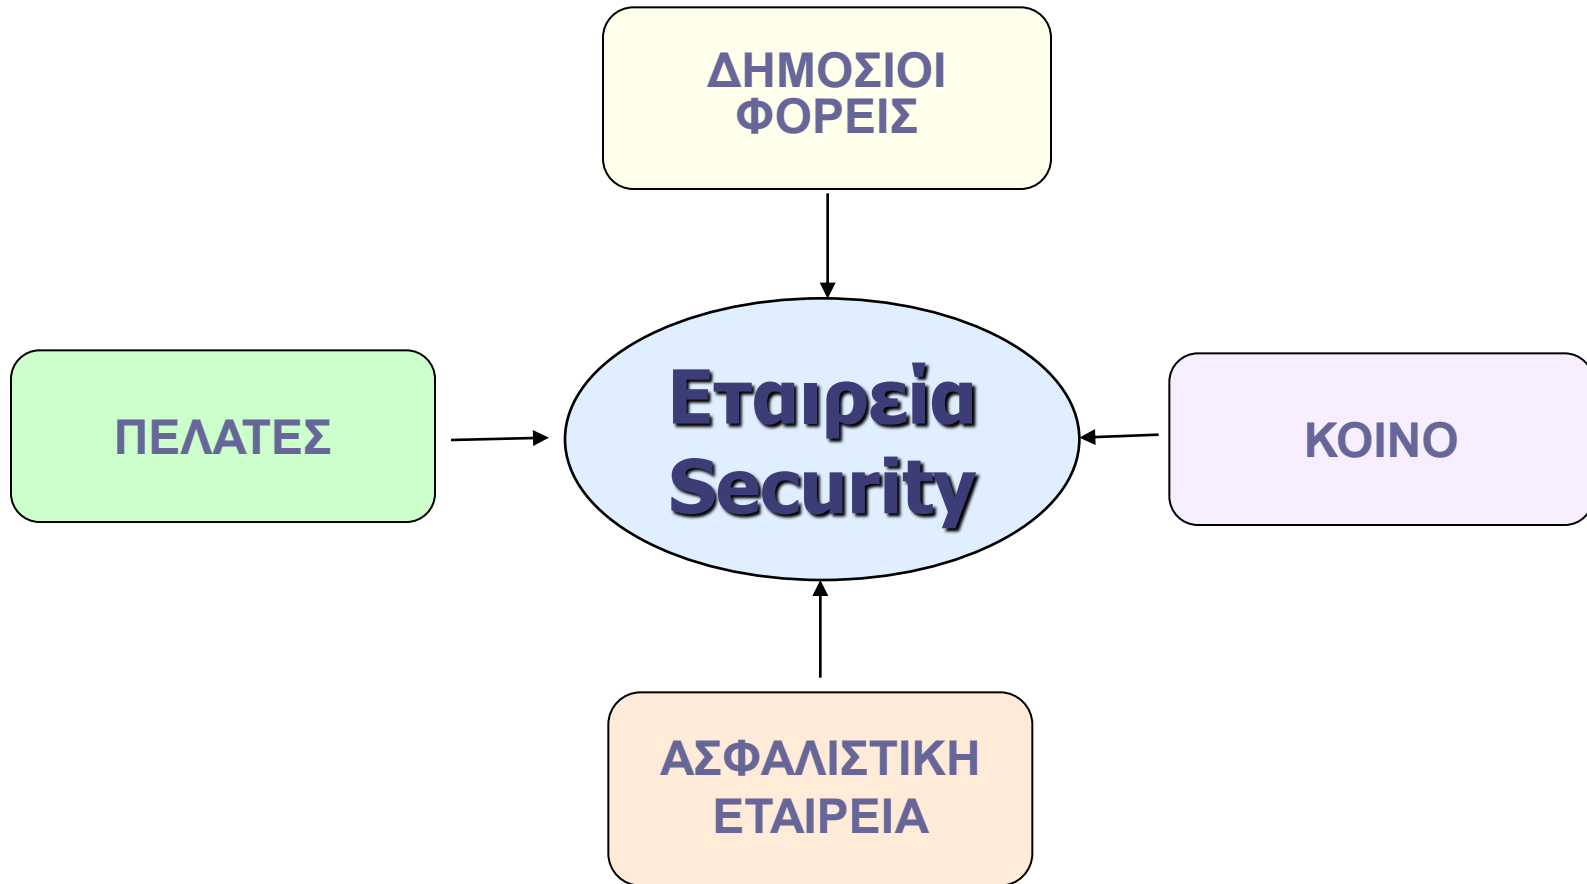 ΔΗΜΟΣΙΟΙ
ΦΟΡΕΙΣ
ΠΕΛΑΤΕΣ
Εταιρεία
Security
ΚΟΙΝΟ
ΑΣΦΑΛΙΣΤΙΚΗ
ΕΤΑΙΡΕΙΑ